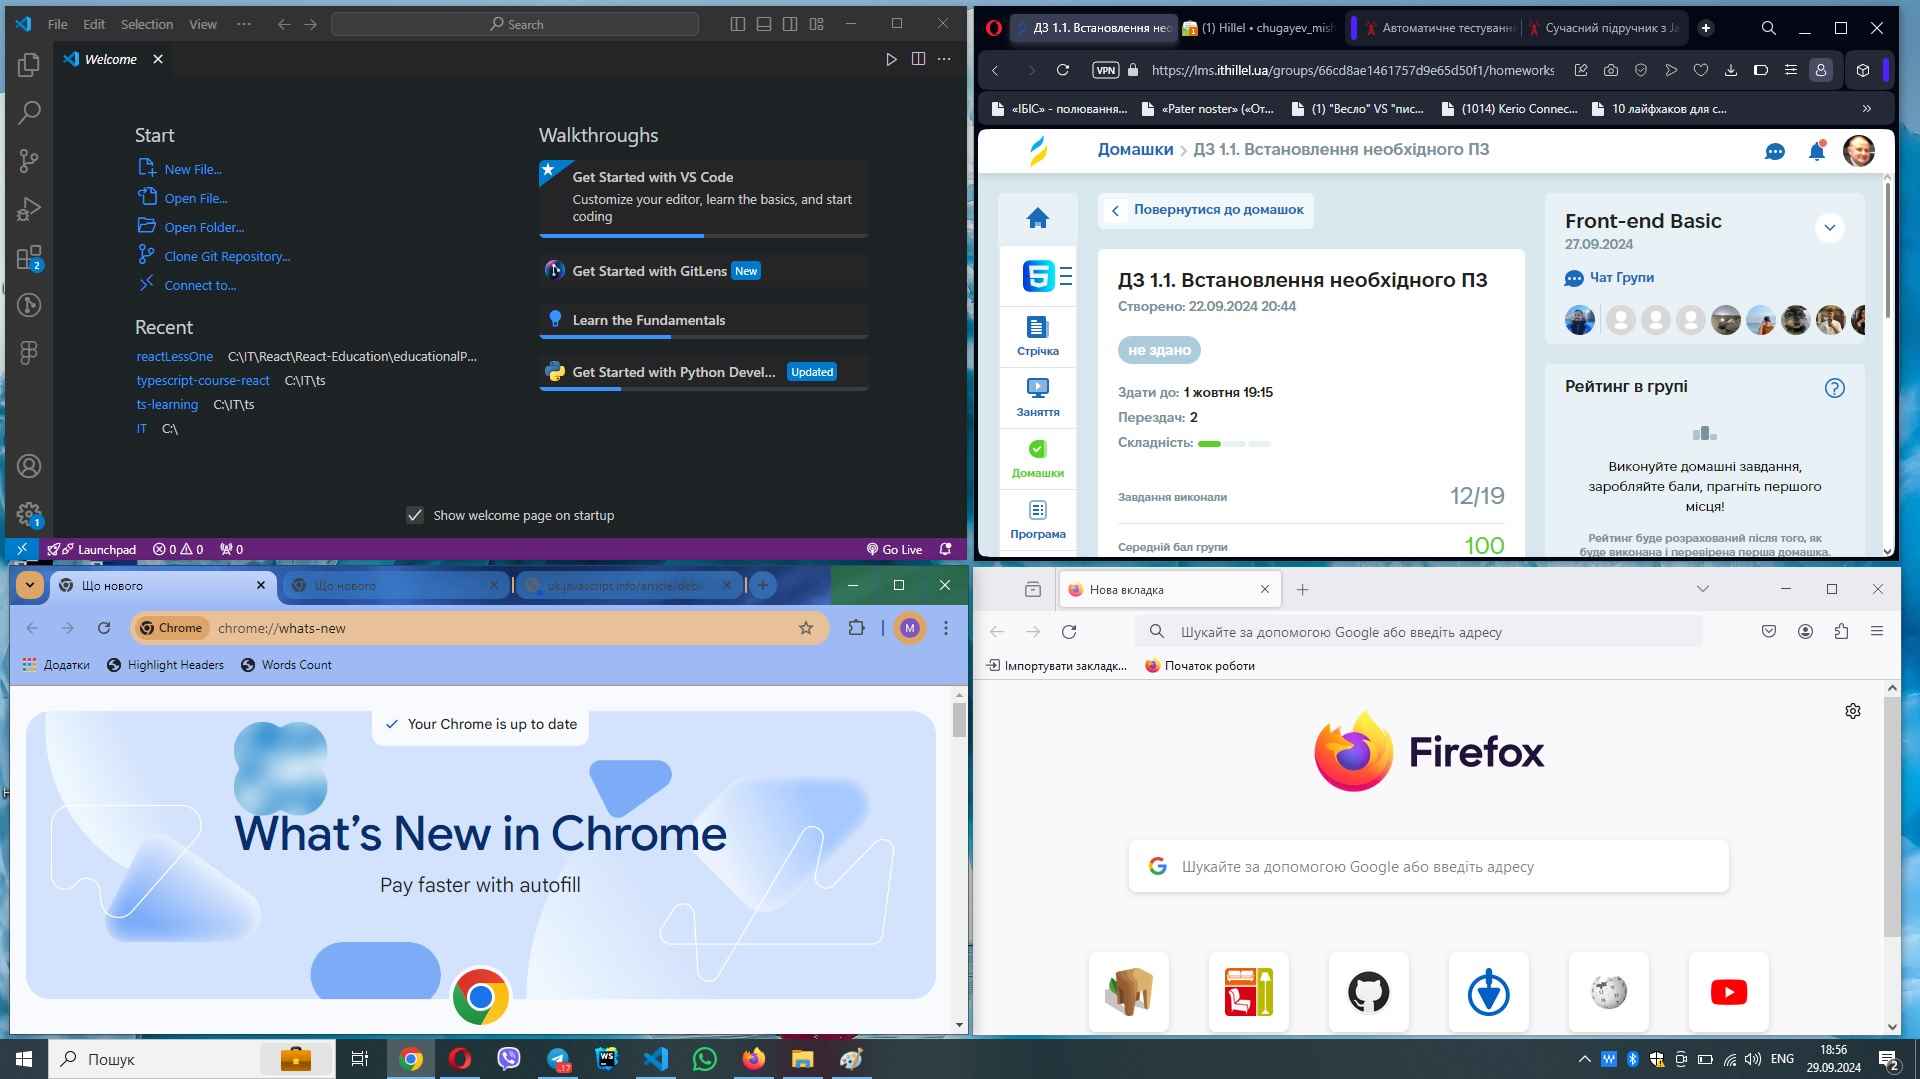 File Edit Selection View ··· Search
Welcome
Start
New File...
Open File...
Open Folder...
Clone Git Repository...
Connect to...
Recent
reactLessOne C:\IT\React\React-Education\educationalP...
typescript-course-react C:\IT\ts
ts-learning C:\IT\ts
IT C:\
Walkthroughs
Get Started with VS Code
Customize your editor, learn the basics, and start
coding
Get Started with GitLens New
Learn the Fundamentals
Get Started with Python Devel... Updated
Show welcome page on startup
2
1
Launchpad 0 0 0 Go Live
ДЗ 1.1. Встановлення нео
(1) Hillel • chugayev_mish
Автоматичне тестуванн
Сучасний підручник з Ja
VPN https://lms.ithillel.ua/groups/66cd8ae1461757d9e65d50f1/homeworks
«ІБІС» - полювання... «Pater noster» («От... (1) "Весло" VS "пис... (1014) Kerio Connec... 10 лайфхаков для с... »
Домашки > ДЗ 1.1. Встановлення необхідного ПЗ
Повернутися до домашок
Стрічка
Заняття
Домашки
Програма
ДЗ 1.1. Встановлення необхідного ПЗ
Створено: 22.09.2024 20:44
не здано
Здати до: 1 жовтня 19:15
Перездач: 2
Складність:
Завдання виконали 12/19
Середній бал групи 100
Front-end Basic
27.09.2024
Чат Групи
Рейтинг в групі
Виконуйте домашні завдання,
заробляйте бали, прагніть першого
місця!
Рейтинг буде розрахований після того, як
буде виконана і перевірена перша домашка.
Що нового Що нового uk.javascript.info/article/deb
Chrome chrome://whats-new M
Додатки Highlight Headers Words Count
Your Chrome is up to date
What's New in Chrome
Pay faster with autofill
Нова вкладка
Шукайте за допомогою Google або введіть адресу
Імпортувати закладк... Початок роботи
Firefox
Шукайте за допомогою Google або введіть адресу
Пошук
WS
17
ENG
18:56
29.09.2024
2